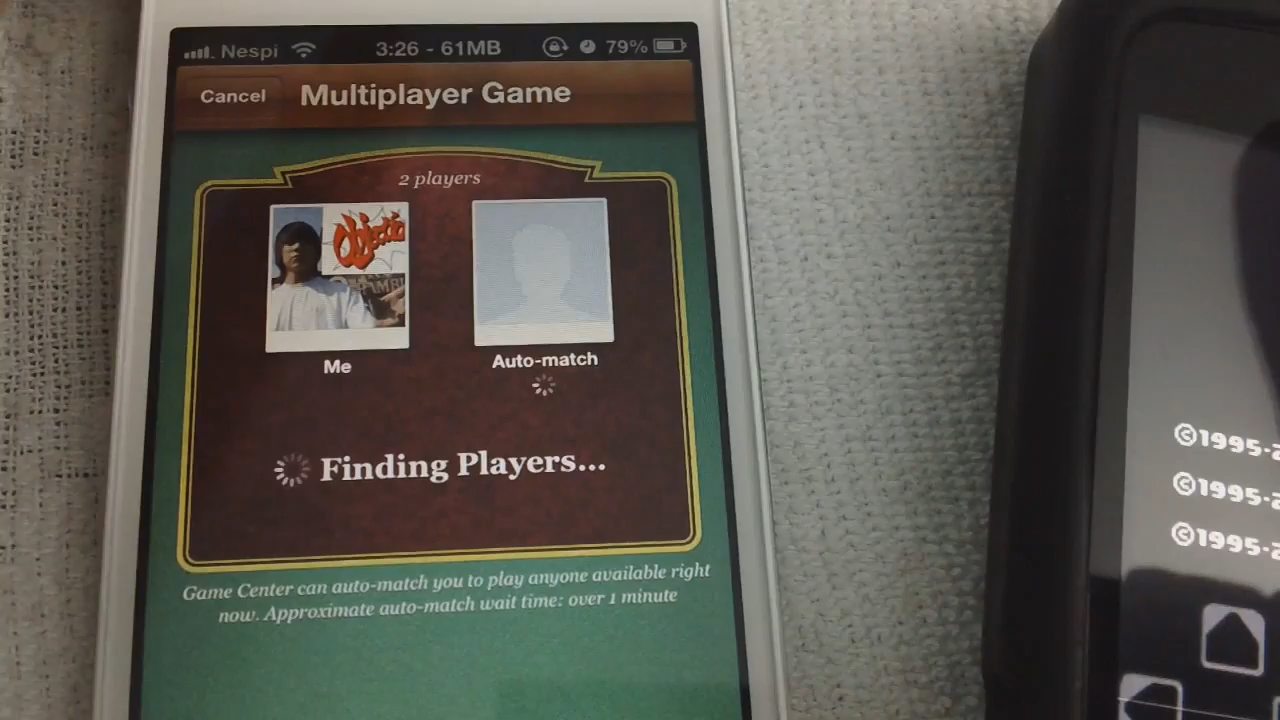 Nespi 3:26 - 61MB 79%
Cancel Multiplayer Game
2 players
Me
Auto-match
Finding Players...
Game Center can auto-match you to play anyone available right
now. Approximate auto-match wait time: over 1 minute
©1995-
©1995-
©1995-